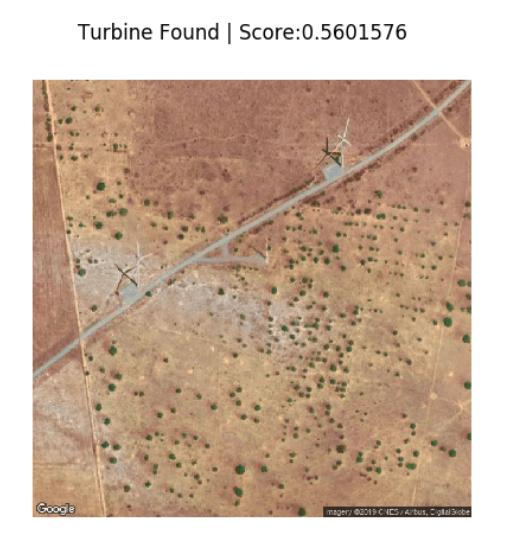 Turbine Found | Score:0.5601576
Google
Imagery ©2019 CNES / Airbus, DigitalGlobe